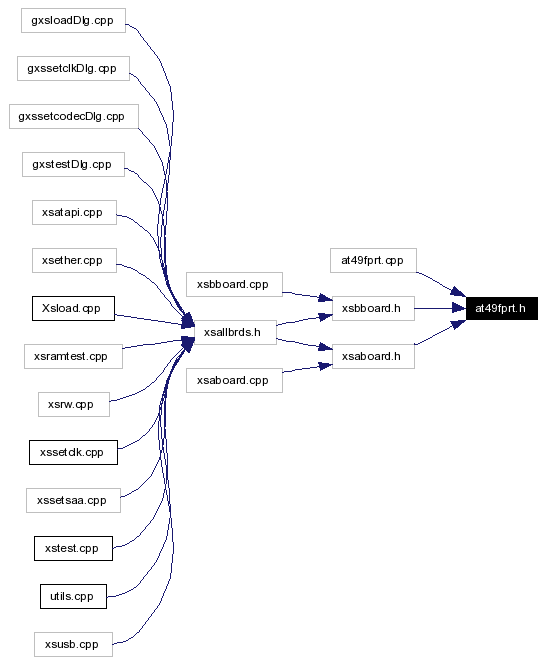 gxsloadDlg.cpp
gxssetclkDlg.cpp
gxssetcodecDlg.cpp
gxstestDlg.cpp
xsatapi.cpp
xsether.cpp
Xsload.cpp
xsramtest.cpp
xsrw.cpp
xssetclk.cpp
xssetsaa.cpp
xstest.cpp
utils.cpp
xsusb.cpp
xsallbrds.h
xsbboard.cpp
xsaboard.cpp
at49fprt.cpp
xsbboard.h
xsaboard.h
at49fprt.h